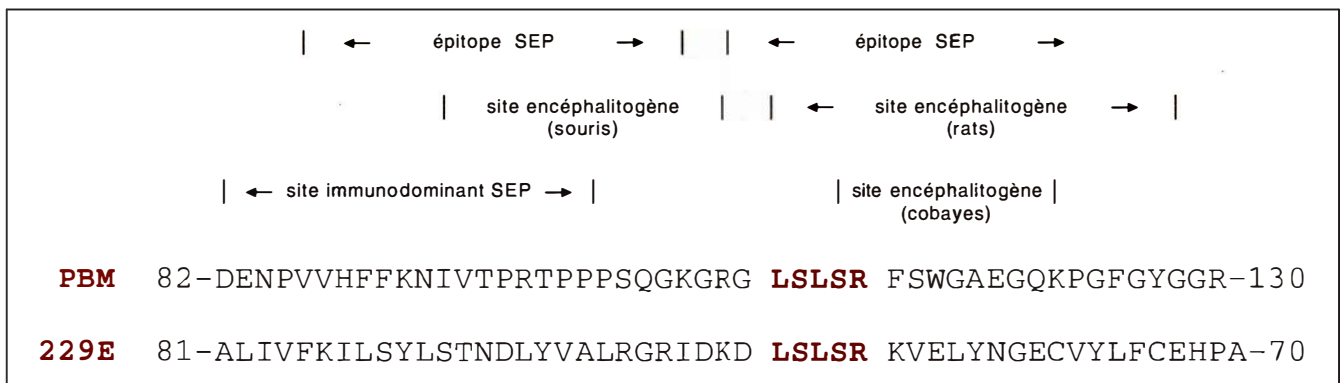 | ← épitope SEP → | | ← épitope SEP →
| site encéphalitogène | | ← site encéphalitogène → |
(souris) (rats)
| ← site immunodominant SEP → | | site encéphalitogène |
(cobayes)
PBM 82-DENPVVHFFKNIVTPRTPPPSQGKGRG LSLSR FSWGAEGQKPGFGYGGR-130
229E 81-ALIVFKILSYLSTNDLYVALRGRIDKD LSLSR KVELYNGECVYLFCEHPA-70